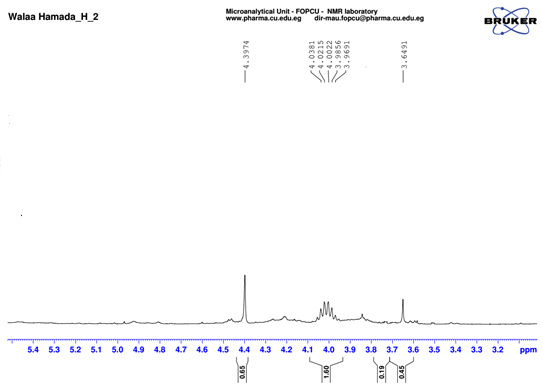 Walaa Hamada_H_2
Microanalytical Unit - FOPCU - NMR laboratory
www.pharma.cu.edu.eg dir-mau.fopcu@pharma.cu.edu.eg
BRUKER
4.3974
4.0381
4.0215
4.0022
3.9856
3.9691
3.6491
5.4 5.3 5.2 5.1 5.0 4.9 4.8 4.7 4.6 4.5 4.4 4.3 4.2 4.1 4.0 3.9 3.8 3.7 3.6 3.5 3.4 3.3 3.2 ppm
0.65
1.60
0.19
0.45